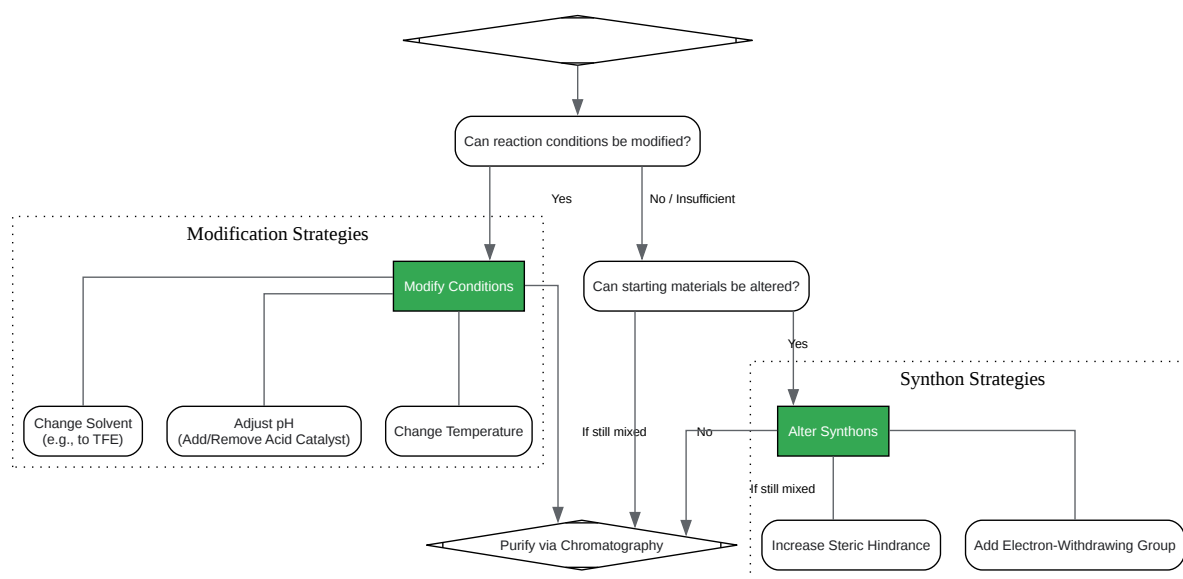 Can reaction conditions be modified?
Yes
No / Insufficient
Modification Strategies
Modify Conditions
Can starting materials be altered?
Yes
Synthon Strategies
Change Solvent
(e.g., to TFE)
Adjust pH
(Add/Remove Acid Catalyst)
Change Temperature
If still mixed
No
Alter Synthons
If still mixed
Purify via Chromatography
Increase Steric Hindrance
Add Electron-Withdrawing Group